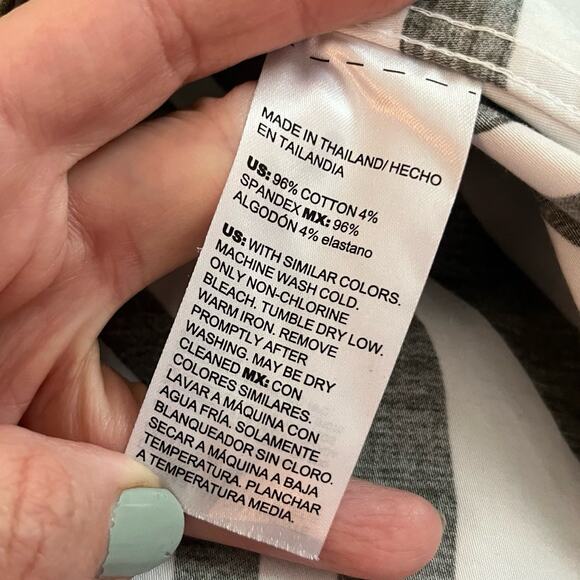 MADE IN THAILAND/ HECHO
EN TAILANDIA
US: 96% COTTON 4%
SPANDEX MX: 96%
ALGODÓN 4% elastano
US: WITH SIMILAR COLORS.
MACHINE WASH COLD.
ONLY NON-CHLORINE
BLEACH. TUMBLE DRY LOW.
WARM IRON. REMOVE
PROMPTLY AFTER
WASHING. MAY BE DRY
CLEANED MX: CON
COLORES SIMILARES.
LAVAR A MÁQUINA CON
AGUA FRÍA. SOLAMENTE
BLANQUEADOR SIN CLORO.
SECAR A MÁQUINA A BAJA
TEMPERATURA. PLANCHAR
A TEMPERATURA MEDIA.